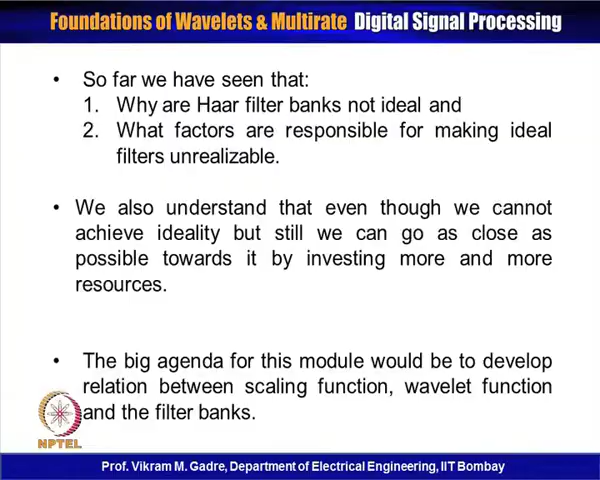 Foundations of Wavelets & Multirate Digital Signal Processing
• So far we have seen that:
1. Why are Haar filter banks not ideal and
2. What factors are responsible for making ideal
filters unrealizable.
• We also understand that even though we cannot
achieve ideality but still we can go as close as
possible towards it by investing more and more
resources.
• The big agenda for this module would be to develop
relation between scaling function, wavelet function
and the filter banks.
NPTEL
Prof. Vikram M. Gadre, Department of Electrical Engineering, IIT Bombay